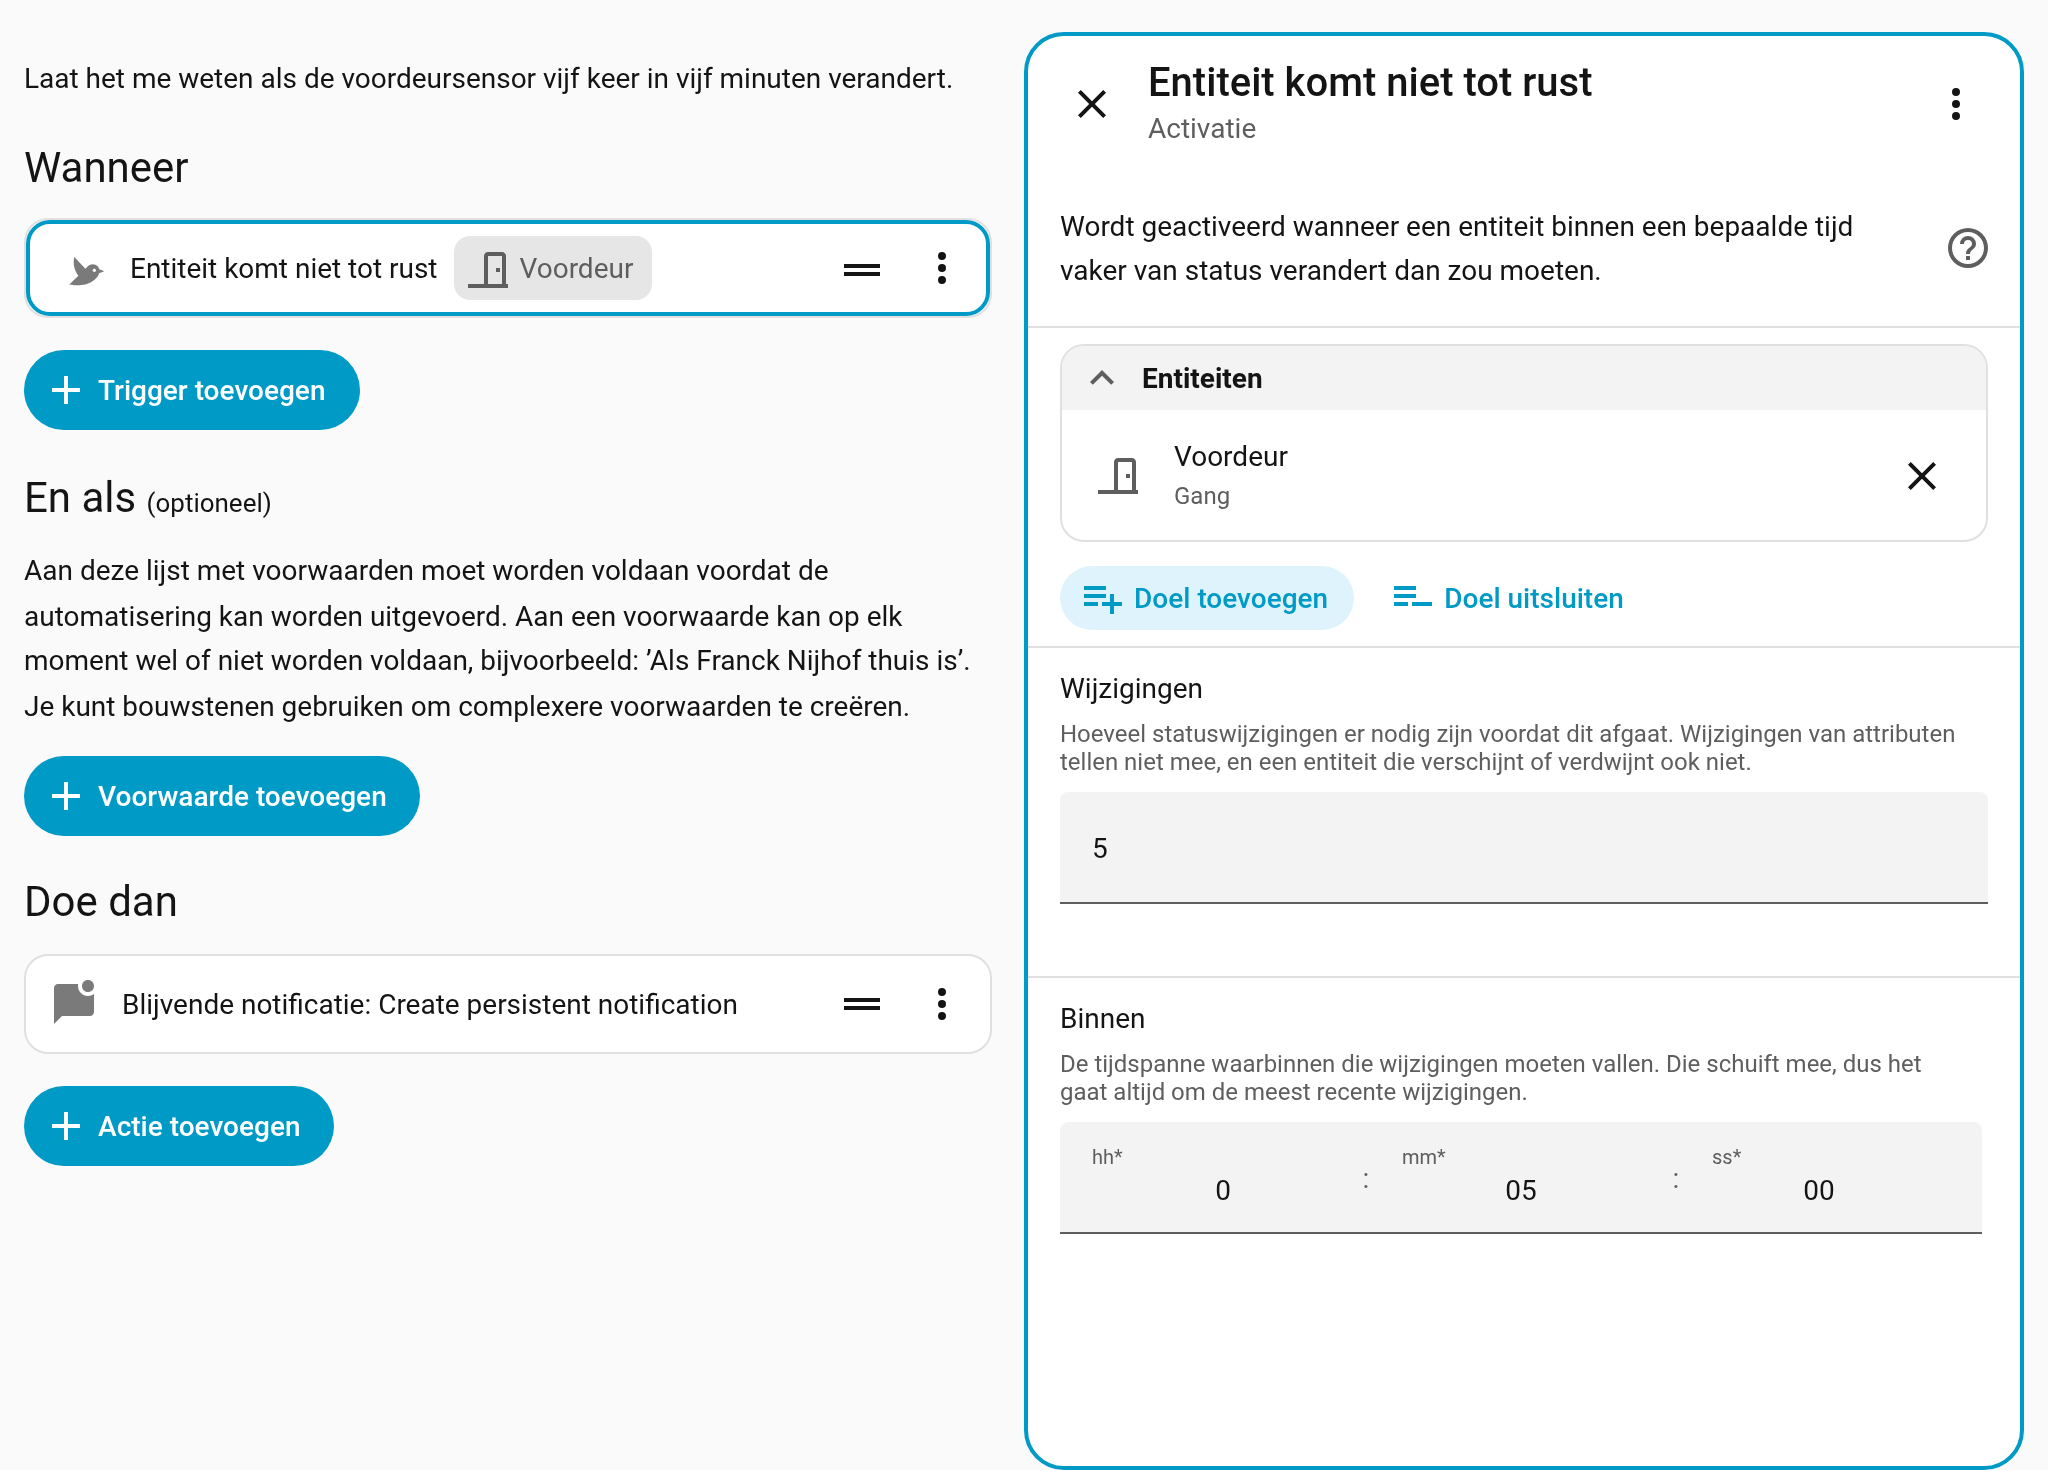 Laat het me weten als de voordeursensor vijf keer in vijf minuten verandert.
Wanneer
Entiteit komt niet tot rust
Voordeur
Trigger toevoegen
En als (optioneel)
Aan deze lijst met voorwaarden moet worden voldaan voordat de
automatisering kan worden uitgevoerd. Aan een voorwaarde kan op elk
moment wel of niet worden voldaan, bijvoorbeeld: ’Als Franck Nijhof thuis is’.
Je kunt bouwstenen gebruiken om complexere voorwaarden te creëren.
Voorwaarde toevoegen
Doe dan
Blijvende notificatie: Create persistent notification
Actie toevoegen
Entiteit komt niet tot rust
Activatie
Wordt geactiveerd wanneer een entiteit binnen een bepaalde tijd
vaker van status verandert dan zou moeten.
Entiteiten
Voordeur
Gang
Doel toevoegen
Doel uitsluiten
Wijzigingen
Hoeveel statuswijzigingen er nodig zijn voordat dit afgaat. Wijzigingen van attributen
tellen niet mee, en een entiteit die verschijnt of verdwijnt ook niet.
5
Binnen
De tijdspanne waarbinnen die wijzigingen moeten vallen. Die schuift mee, dus het
gaat altijd om de meest recente wijzigingen.
hh* mm* ss*
0 : 05 : 00